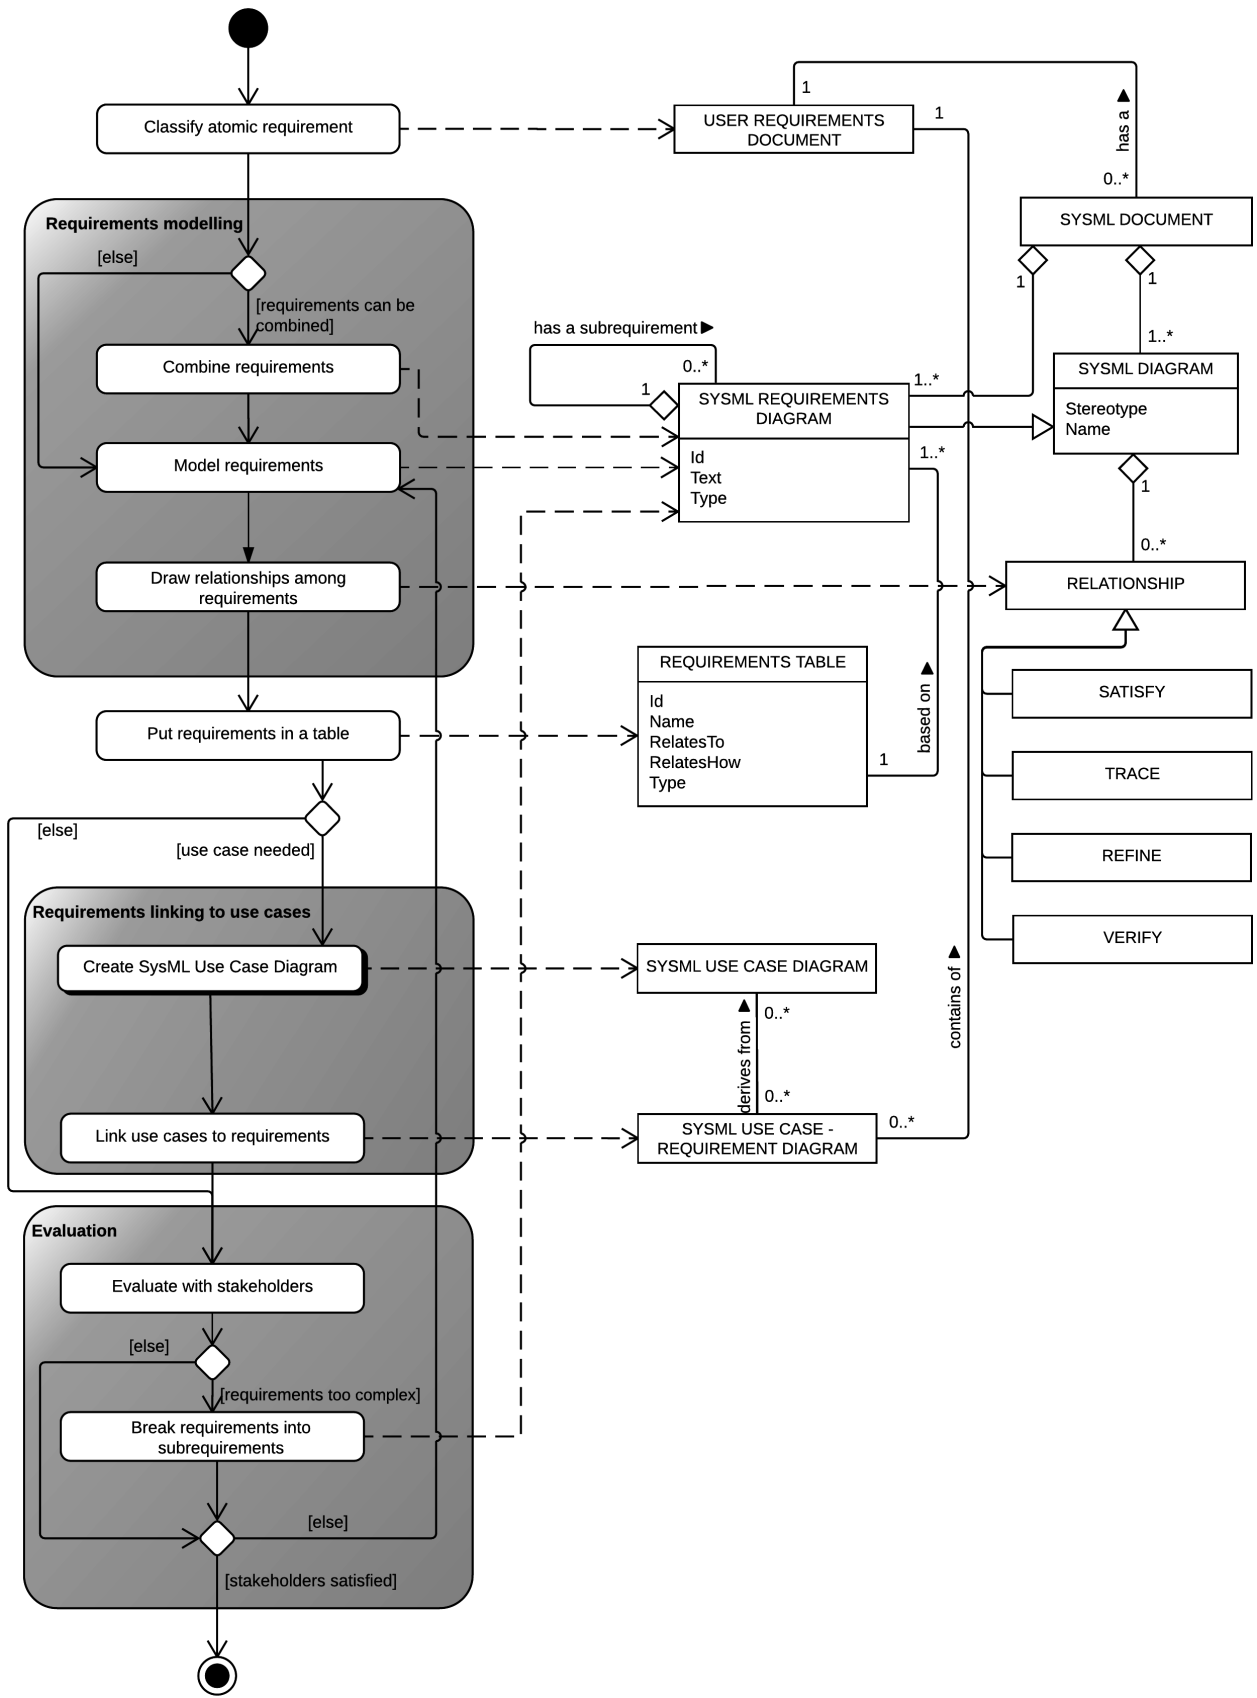 Classify atomic requirement
USER REQUIREMENTS
DOCUMENT
1
1
has a ▲
0..*
SYSML DOCUMENT
1
1
1..*
Requirements modelling
[else]
[requirements can be
combined]
Combine requirements
Model requirements
Draw relationships among
requirements
has a subrequirement ▶
0..*
1
SYSML REQUIREMENTS
DIAGRAM
Id
Text
Type
1..*
1..*
SYSML DIAGRAM
Stereotype
Name
1
0..*
RELATIONSHIP
SATISFY
TRACE
REFINE
VERIFY
Put requirements in a table
REQUIREMENTS TABLE
Id
Name
RelatesTo
RelatesHow
Type
1
based on ▲
[else]
[use case needed]
Requirements linking to use cases
Create SysML Use Case Diagram
Link use cases to requirements
SYSML USE CASE DIAGRAM
0..*
derives from ▲
0..*
SYSML USE CASE -
REQUIREMENT DIAGRAM
0..*
contains of ▲
Evaluation
Evaluate with stakeholders
[else]
[requirements too complex]
Break requirements into
subrequirements
[else]
[stakeholders satisfied]